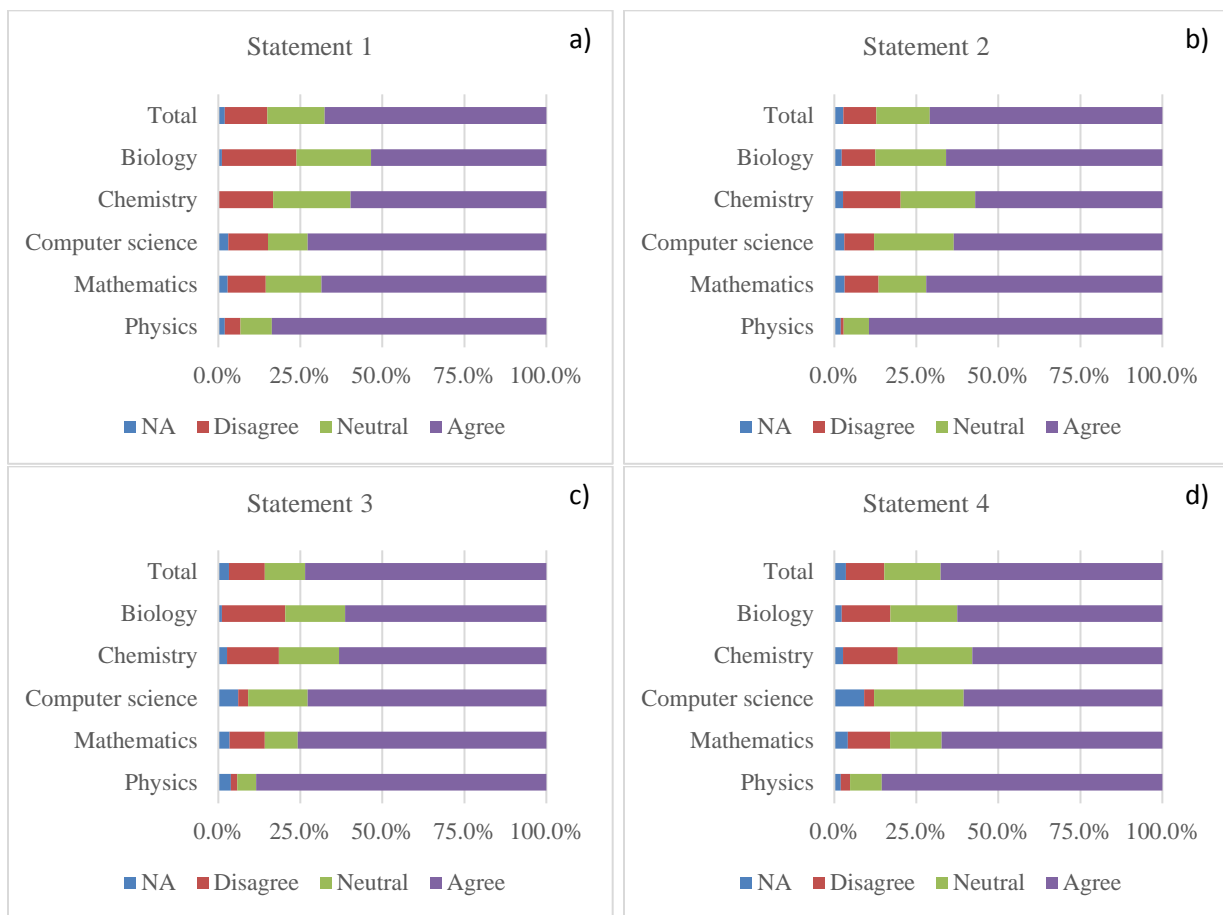 Statement 1
a)
Total
Biology
Chemistry
Computer science
Mathematics
Physics
0.0% 25.0% 50.0% 75.0% 100.0%
NA Disagree Neutral Agree
Statement 2
b)
Total
Biology
Chemistry
Computer science
Mathematics
Physics
0.0% 25.0% 50.0% 75.0% 100.0%
NA Disagree Neutral Agree
Statement 3
c)
Total
Biology
Chemistry
Computer science
Mathematics
Physics
0.0% 25.0% 50.0% 75.0% 100.0%
NA Disagree Neutral Agree
Statement 4
d)
Total
Biology
Chemistry
Computer science
Mathematics
Physics
0.0% 25.0% 50.0% 75.0% 100.0%
NA Disagree Neutral Agree